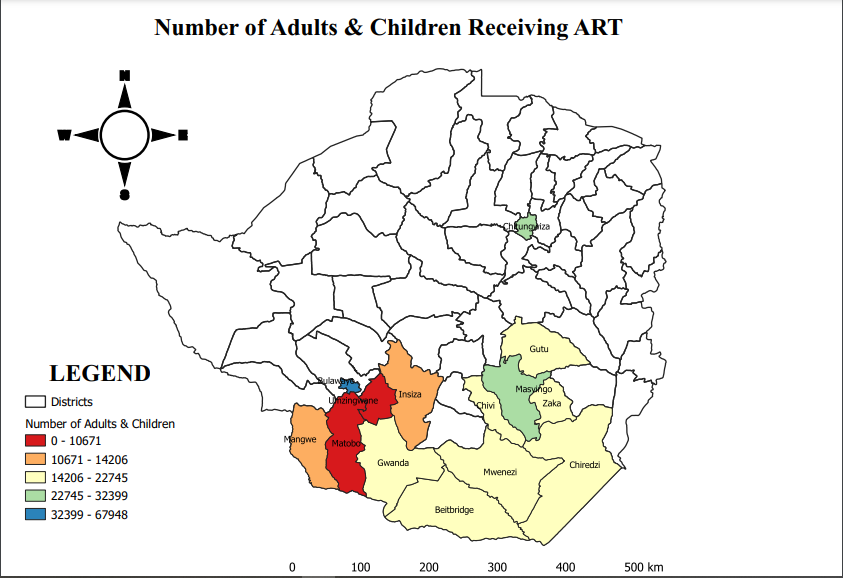 Number of Adults & Children Receiving ART
N
W
E
S
Chitungwiza
Gutu
Bulawayo
Masvingo
Umzingwane
Insiza
Chivi
Zaka
Mangwe
Matobo
Gwanda
Mwenezi
Chiredzi
Beitbridge
LEGEND
Districts
Number of Adults & Children
0 - 10671
10671 - 14206
14206 - 22745
22745 - 32399
32399 - 67948
0 100 200 300 400 500 km